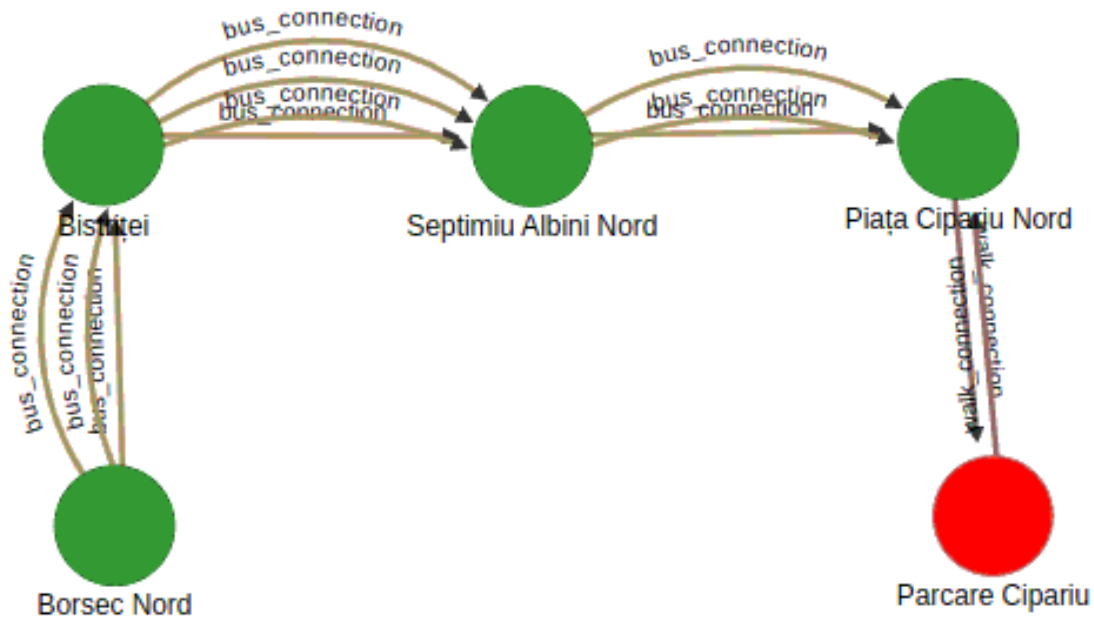 bus_connection
bus_connection
bus_connection
bus_connection
bus_connection
bus_connection
bus_connection
Bistriței
Septimiu Albini Nord
Piața Cipariu Nord
bus_connection
bus_connection
bus_connection
walk_connection
walk_connection
Borsec Nord
Parcare Cipariu